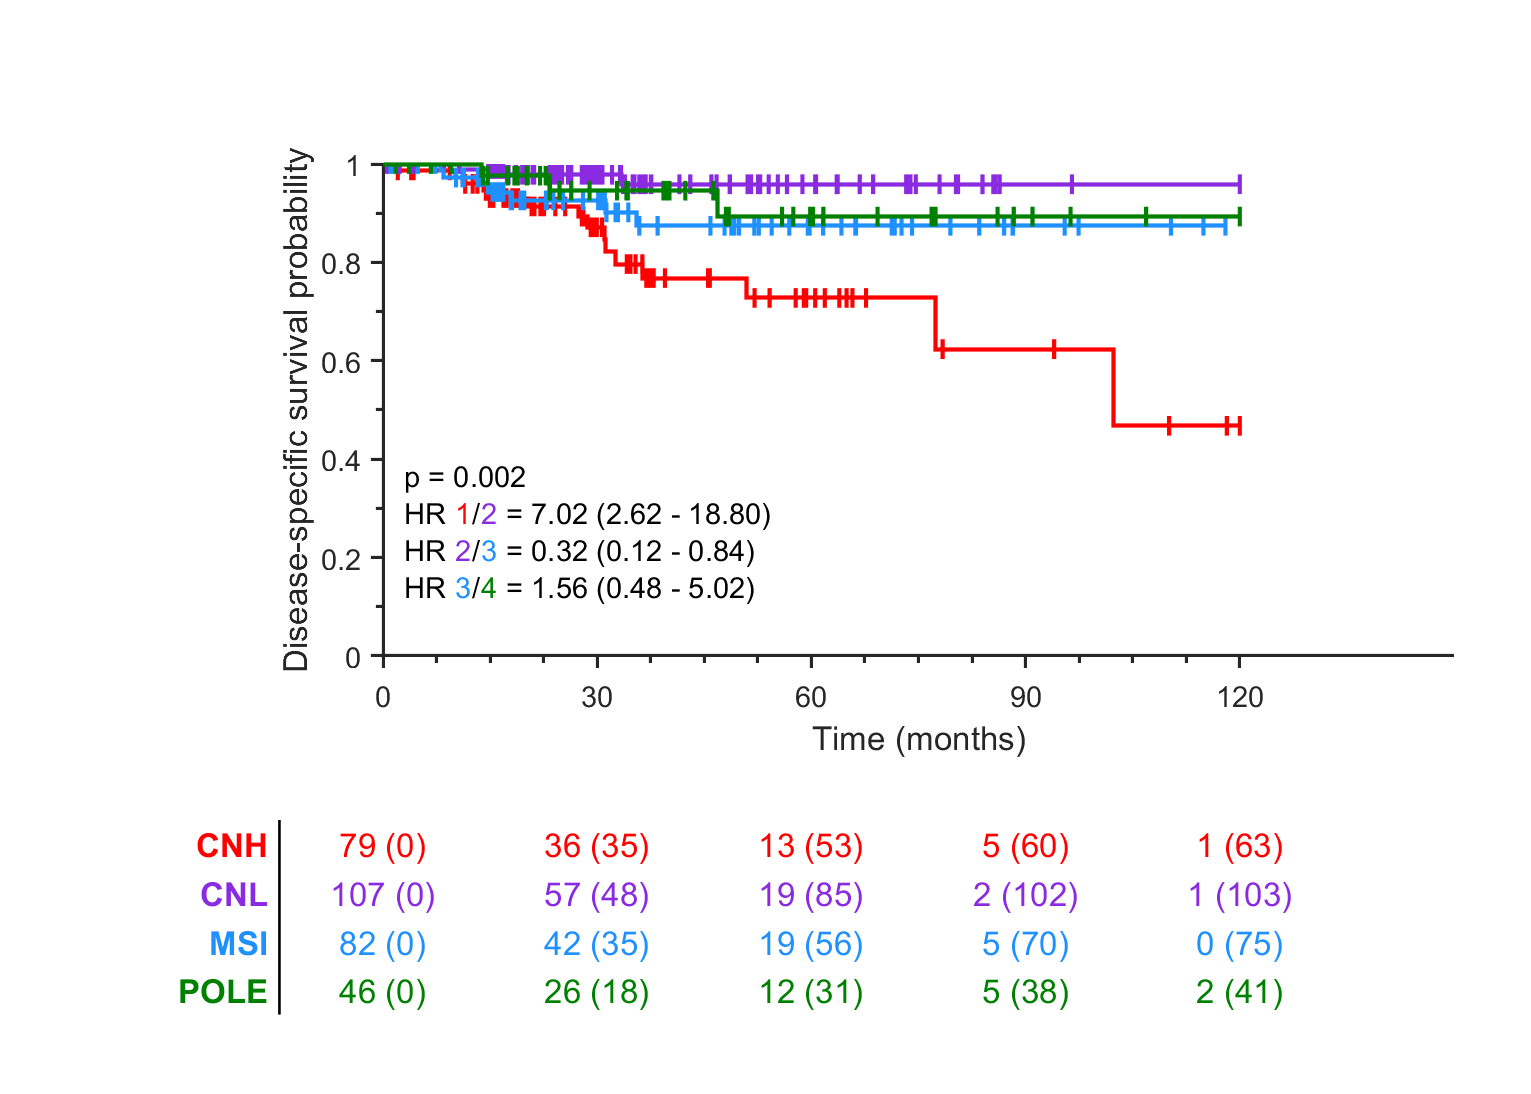 Disease-specific survival probability
1
0.8
0.6
0.4
0.2
0
p = 0.002
HR 1/2 = 7.02 (2.62 - 18.80)
HR 2/3 = 0.32 (0.12 - 0.84)
HR 3/4 = 1.56 (0.48 - 5.02)
0 30 60 90 120
Time (months)
CNH 79 (0) 36 (35) 13 (53) 5 (60) 1 (63)
CNL 107 (0) 57 (48) 19 (85) 2 (102) 1 (103)
MSI 82 (0) 42 (35) 19 (56) 5 (70) 0 (75)
POLE 46 (0) 26 (18) 12 (31) 5 (38) 2 (41)